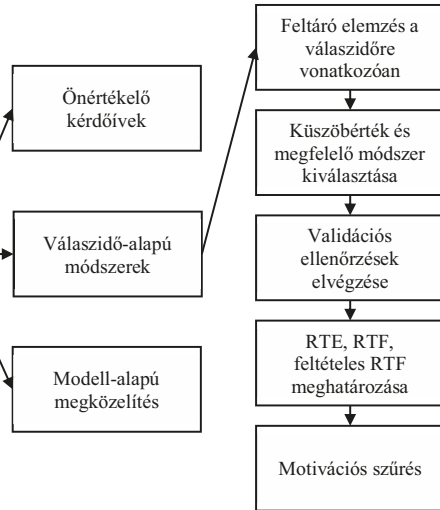 Önértékelő
kérdőívek
Válaszidő-alapú
módszerek
Modell-alapú
megközelítés
Feltáró elemzés a
válaszidőre
vonatkozóan
Küszöbérték és
megfelelő módszer
kiválasztása
Validációs
ellenőrzések
elvégzése
RTE, RTF,
feltételes RTF
meghatározása
Motivációs szűrés